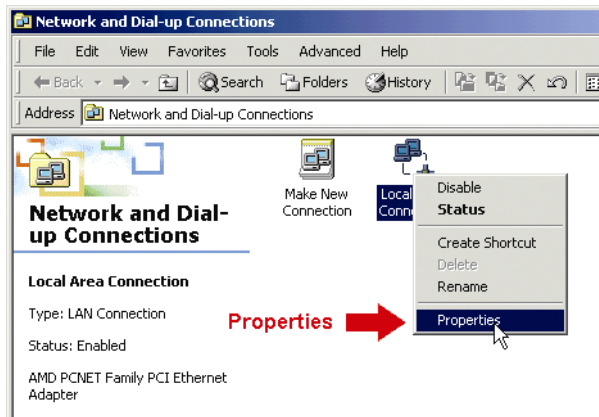 Network and Dial-up Connections
File Edit View Favorites Tools Advanced Help
Back Search Folders History
Address Network and Dial-up Connections
Network and Dial-
up Connections
Local Area Connection
Type: LAN Connection
Status: Enabled
AMD PCNET Family PCI Ethernet
Adapter
Make New
Connection
Local
Conn
Disable
Status
Create Shortcut
Delete
Rename
Properties
Properties